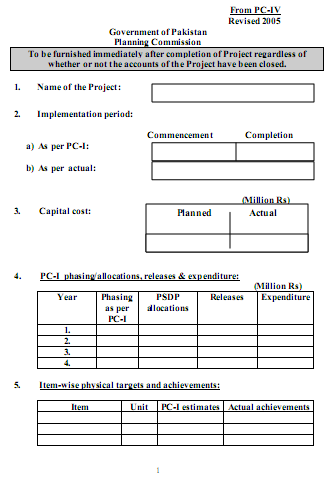 From PC-IV
Revised 2005
Government of Pakistan
Planning Commission
To be furnished immediately after completion of Project regardless of
whether or not the accounts of the Project have been closed.
1. Name of the Project:
2. Implementation period:
Commencement Completion
a) As per PC-I:
b) As per actual:
(Million Rs)
3. Capital cost: Planned Actual
4. PC-I phasing/allocations, releases & expenditure:
(Million Rs)
Year Phasing as per PC-I PSDP allocations Releases Expenditure
1.
2.
3.
4.
5. Item-wise physical targets and achievements:
Item Unit PC-I estimates Actual achievements
1